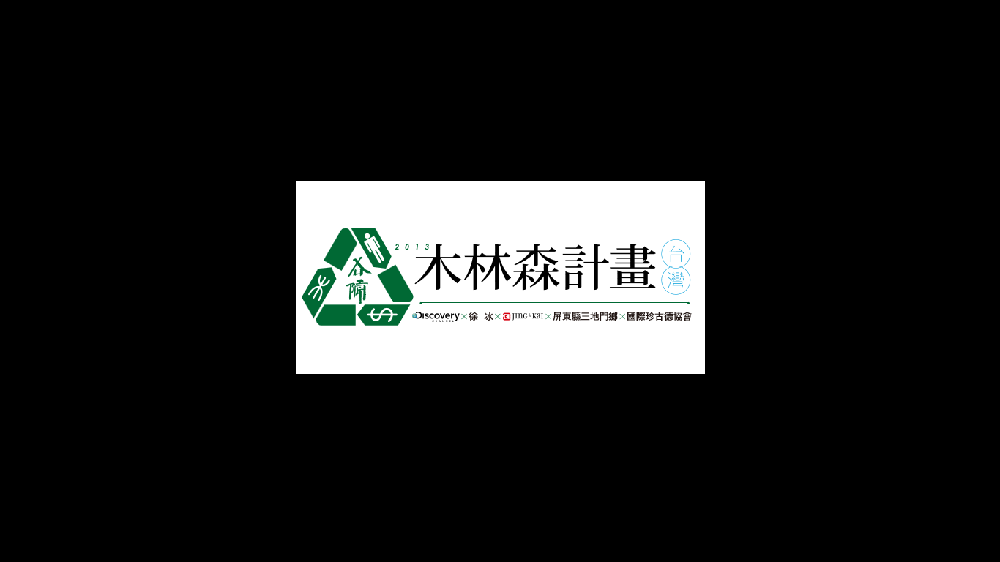 2013
木林森計畫 台灣
Discovery CHANNEL × 徐 冰 × JING & KAI × 屏東縣三地門鄉 × 國際珍古德協會